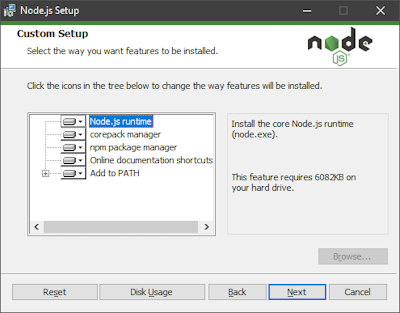 Node.js Setup
Custom Setup
Select the way you want features to be installed.
node
JS
Click the icons in the tree below to change the way features will be installed.
Node.js runtime
corepack manager
npm package manager
Online documentation shortcuts
Add to PATH
Install the core Node.js runtime
(node.exe).
This feature requires 6082KB on
your hard drive.
Browse...
Reset
Disk Usage
Back
Next
Cancel